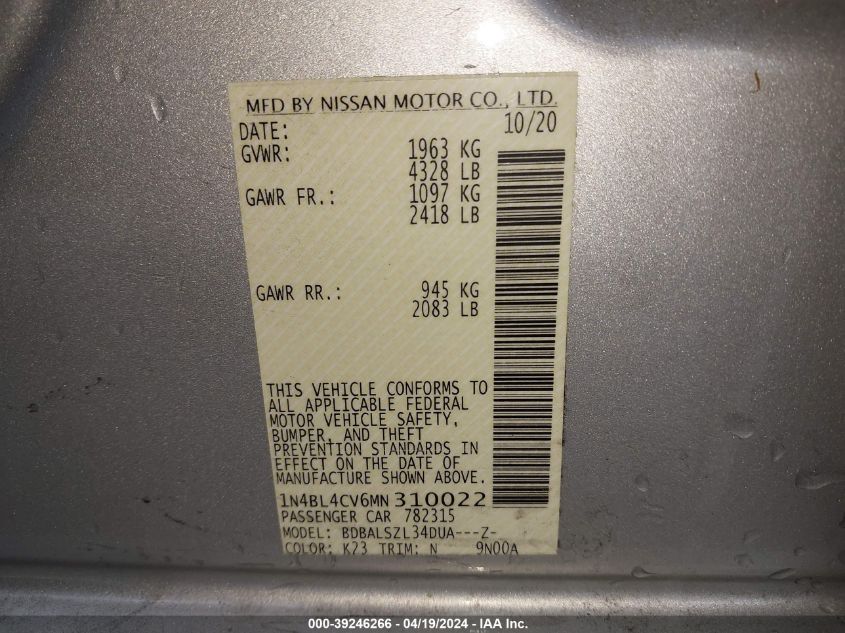 MFD BY NISSAN MOTOR CO., LTD.
DATE: 10/20
GVWR: 1963 KG
4328 LB
GAWR FR.: 1097 KG
2418 LB
GAWR RR.: 945 KG
2083 LB
THIS VEHICLE CONFORMS TO
ALL APPLICABLE FEDERAL
MOTOR VEHICLE SAFETY,
BUMPER, AND THEFT
PREVENTION STANDARDS IN
EFFECT ON THE DATE OF
MANUFACTURE SHOWN ABOVE.
1N4BL4CV6MN310022
PASSENGER CAR 782315
MODEL: BDBALSZL34DUA---Z-
COLOR: K23 TRIM: N 9N00A
000-39246266 - 04/19/2024 - IAA Inc.